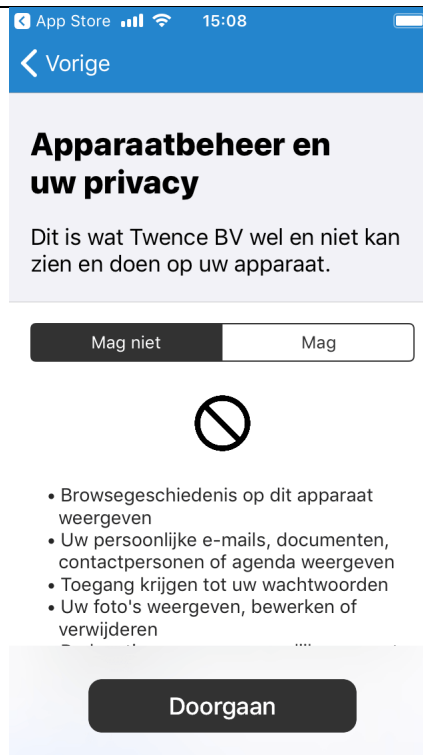 App Store 15:08
Vorige
Apparaatbeheer en
uw privacy
Dit is wat Twence BV wel en niet kan
zien en doen op uw apparaat.
Mag niet Mag
• Browsegeschiedenis op dit apparaat
weergeven
• Uw persoonlijke e-mails, documenten,
contactpersonen of agenda weergeven
• Toegang krijgen tot uw wachtwoorden
• Uw foto's weergeven, bewerken of
verwijderen
Doorgaan